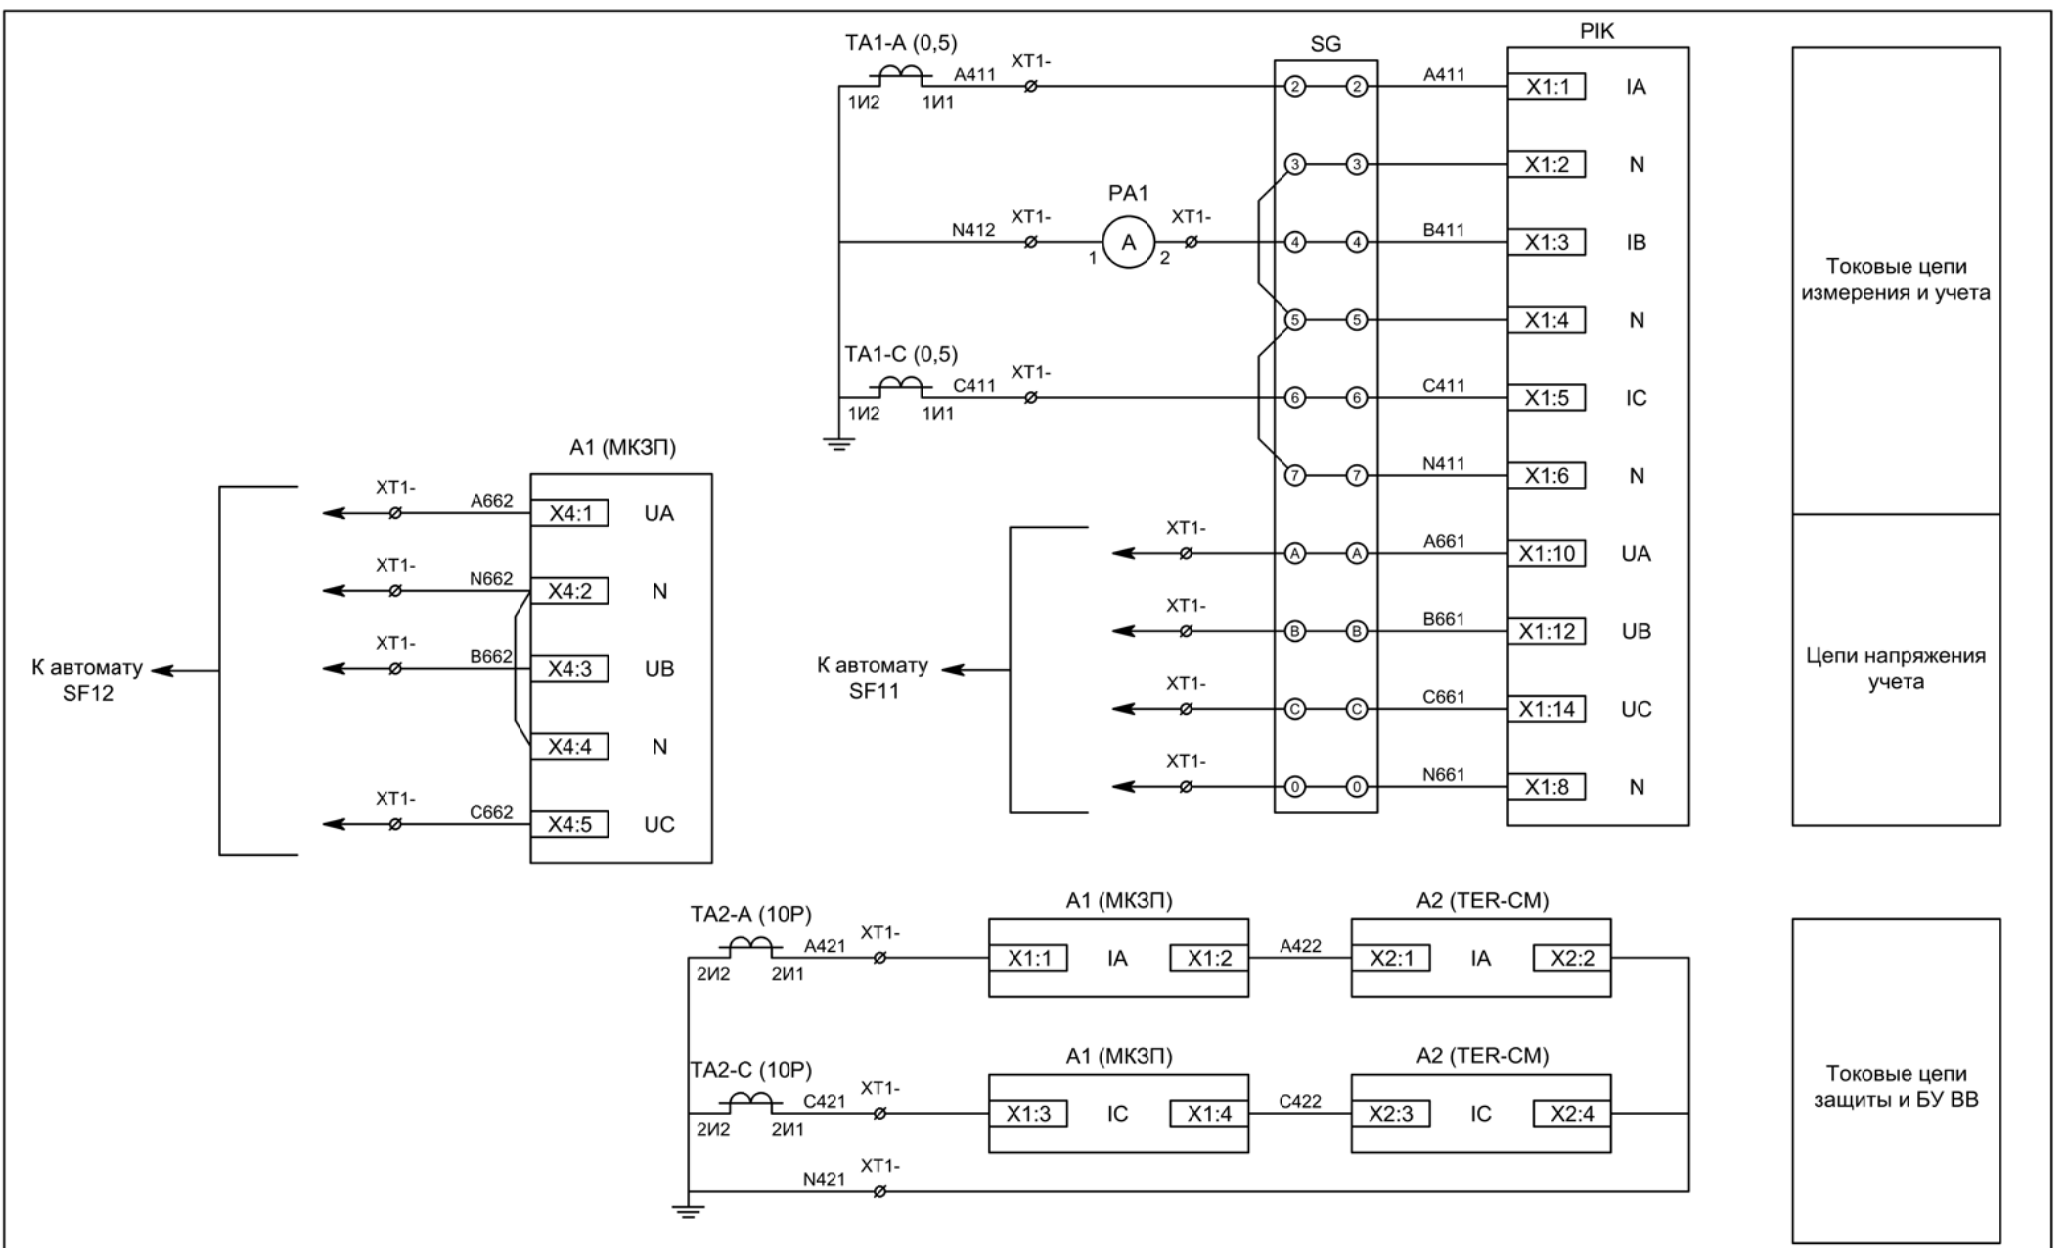 TA1-A (0,5)
A411
XT1-
1И2
1И1
SG
PIK
2
2
A411
X1:1
IA
3
3
X1:2
N
PA1
N412
XT1-
A
1
2
XT1-
4
4
B411
X1:3
IB
5
5
X1:4
N
TA1-C (0,5)
C411
XT1-
1И2
1И1
6
6
C411
X1:5
IC
7
7
N411
X1:6
N
Токовые цепи
измерения и учета
A1 (МКЗП)
XT1-
A662
X4:1
UA
XT1-
N662
X4:2
N
XT1-
B662
X4:3
UB
X4:4
N
XT1-
C662
X4:5
UC
К автомату
SF12
XT1-
A
A
A661
X1:10
UA
XT1-
B
B
B661
X1:12
UB
XT1-
C
C
C661
X1:14
UC
XT1-
0
0
N661
X1:8
N
К автомату
SF11
Цепи напряжения
учета
TA2-A (10P)
A421
XT1-
2И2
2И1
A1 (МКЗП)
X1:1
IA
X1:2
A422
A2 (TER-CM)
X2:1
IA
X2:2
TA2-C (10P)
C421
XT1-
2И2
2И1
A1 (МКЗП)
X1:3
IC
X1:4
C422
A2 (TER-CM)
X2:3
IC
X2:4
N421
XT1-
Токовые цепи
защиты и БУ ВВ